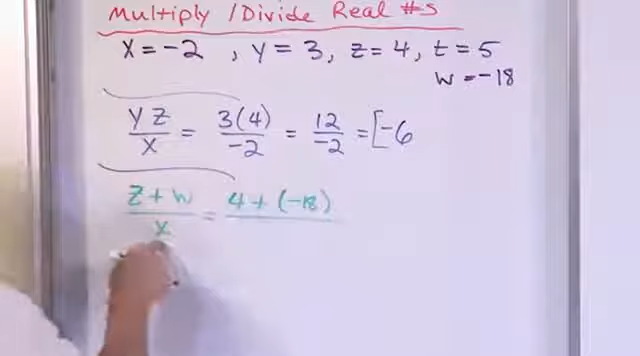 Multiply / Divide Real #s
x = -2 , y = 3, z = 4, t = 5
w = -18
yz/x = 3(4)/-2 = 12/-2 = [-6
z + w/x = 4 + (-18)